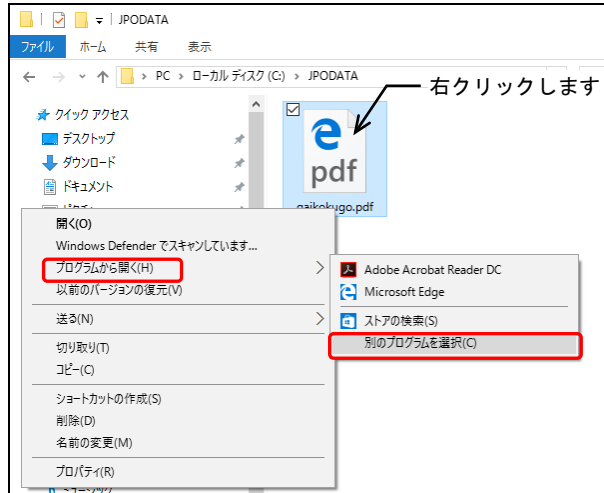 JPODATA
ファイル ホーム 共有 表示
PC > ローカル ディスク (C:) > JPODATA
右クリックします
クイック アクセス
デスクトップ
ダウンロード
ドキュメント
pdf
gaikokugo.pdf
開く(O)
Windows Defender でスキャンしています...
プログラムから開く(H)
以前のバージョンの復元(V)
送る(N)
切り取り(T)
コピー(C)
ショートカットの作成(S)
削除(D)
名前の変更(M)
プロパティ(R)
Adobe Acrobat Reader DC
Microsoft Edge
ストアの検索(S)
別のプログラムを選択(C)